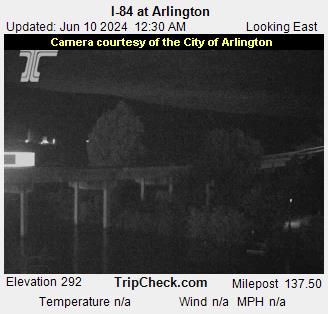 I-84 at Arlington
Updated: Jun 10 2024 12:30 AM Looking East
Camera courtesy of the City of Arlington
Elevation 292 TripCheck.com Milepost 137.50
Temperature n/a Wind n/a MPH n/a